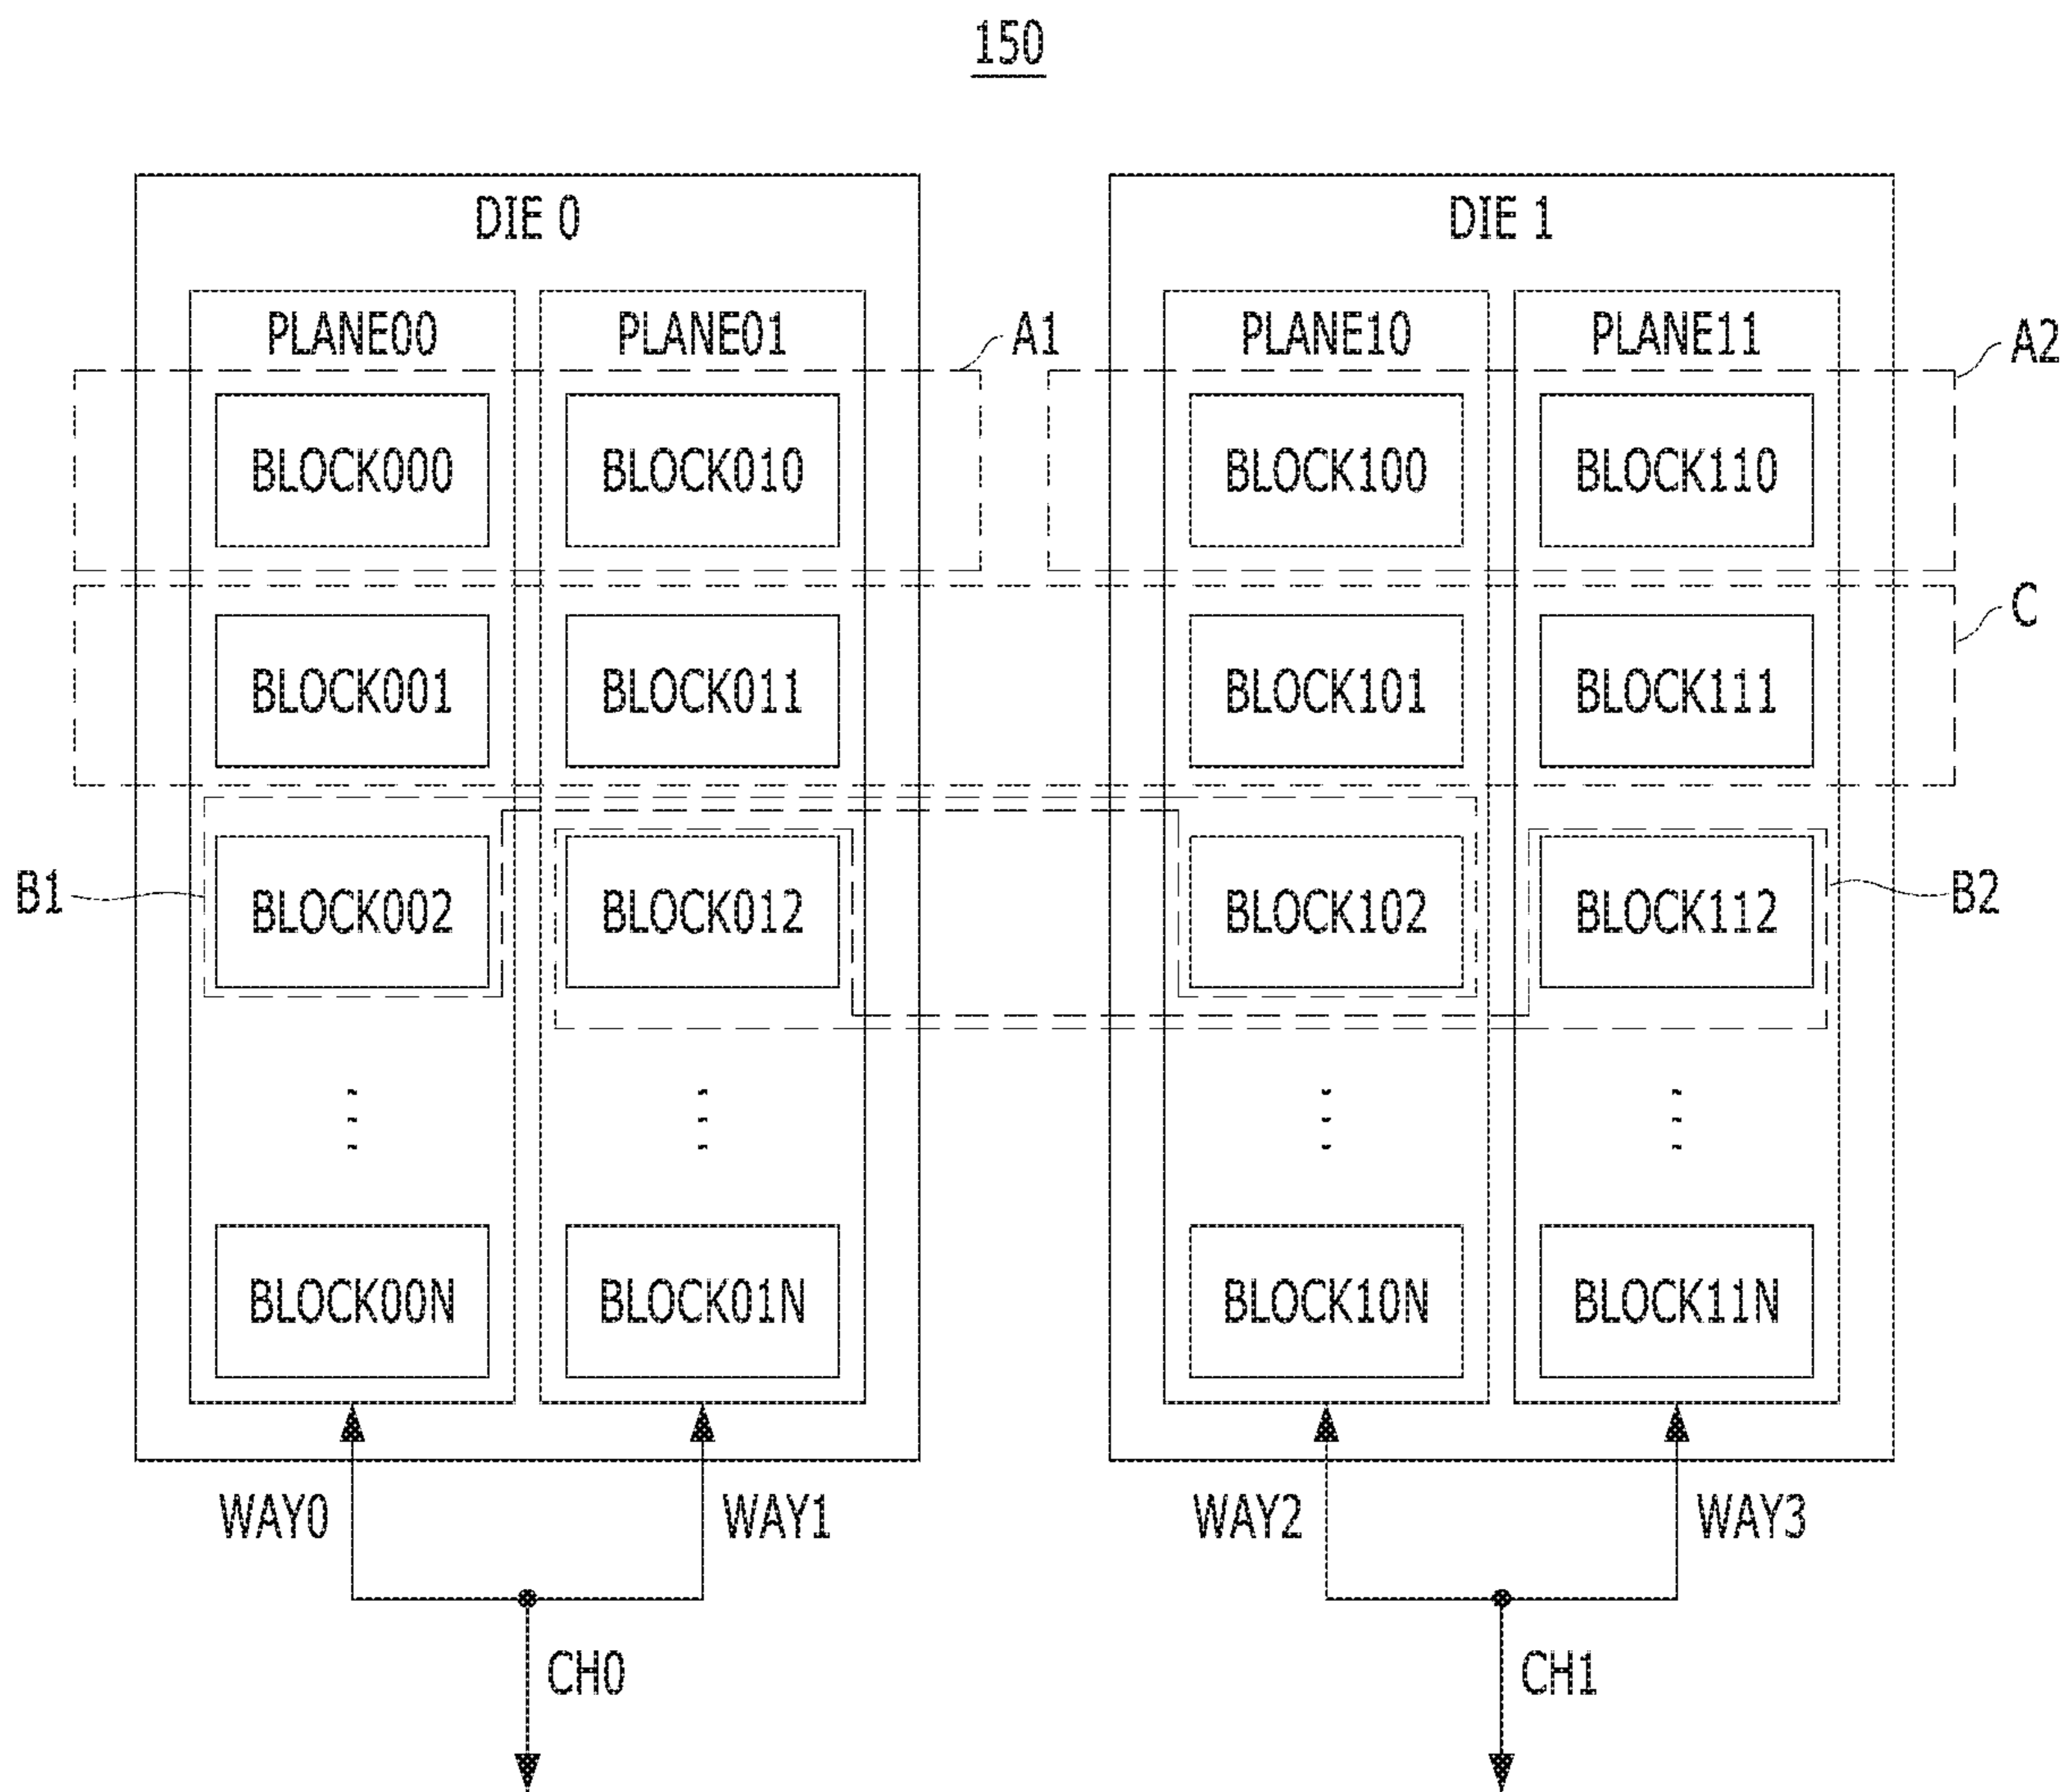 150
DIE 0 DIE 1
PLANE00 PLANE01 A1 PLANE10 PLANE11 A2
BLOCK000 BLOCK010 BLOCK100 BLOCK110
C
BLOCK001 BLOCK011 BLOCK101 BLOCK111
B1 BLOCK002 BLOCK012 BLOCK102 BLOCK112 B2
BLOCK00N BLOCK01N BLOCK10N BLOCK11N
WAY0 WAY1 WAY2 WAY3
CH0 CH1